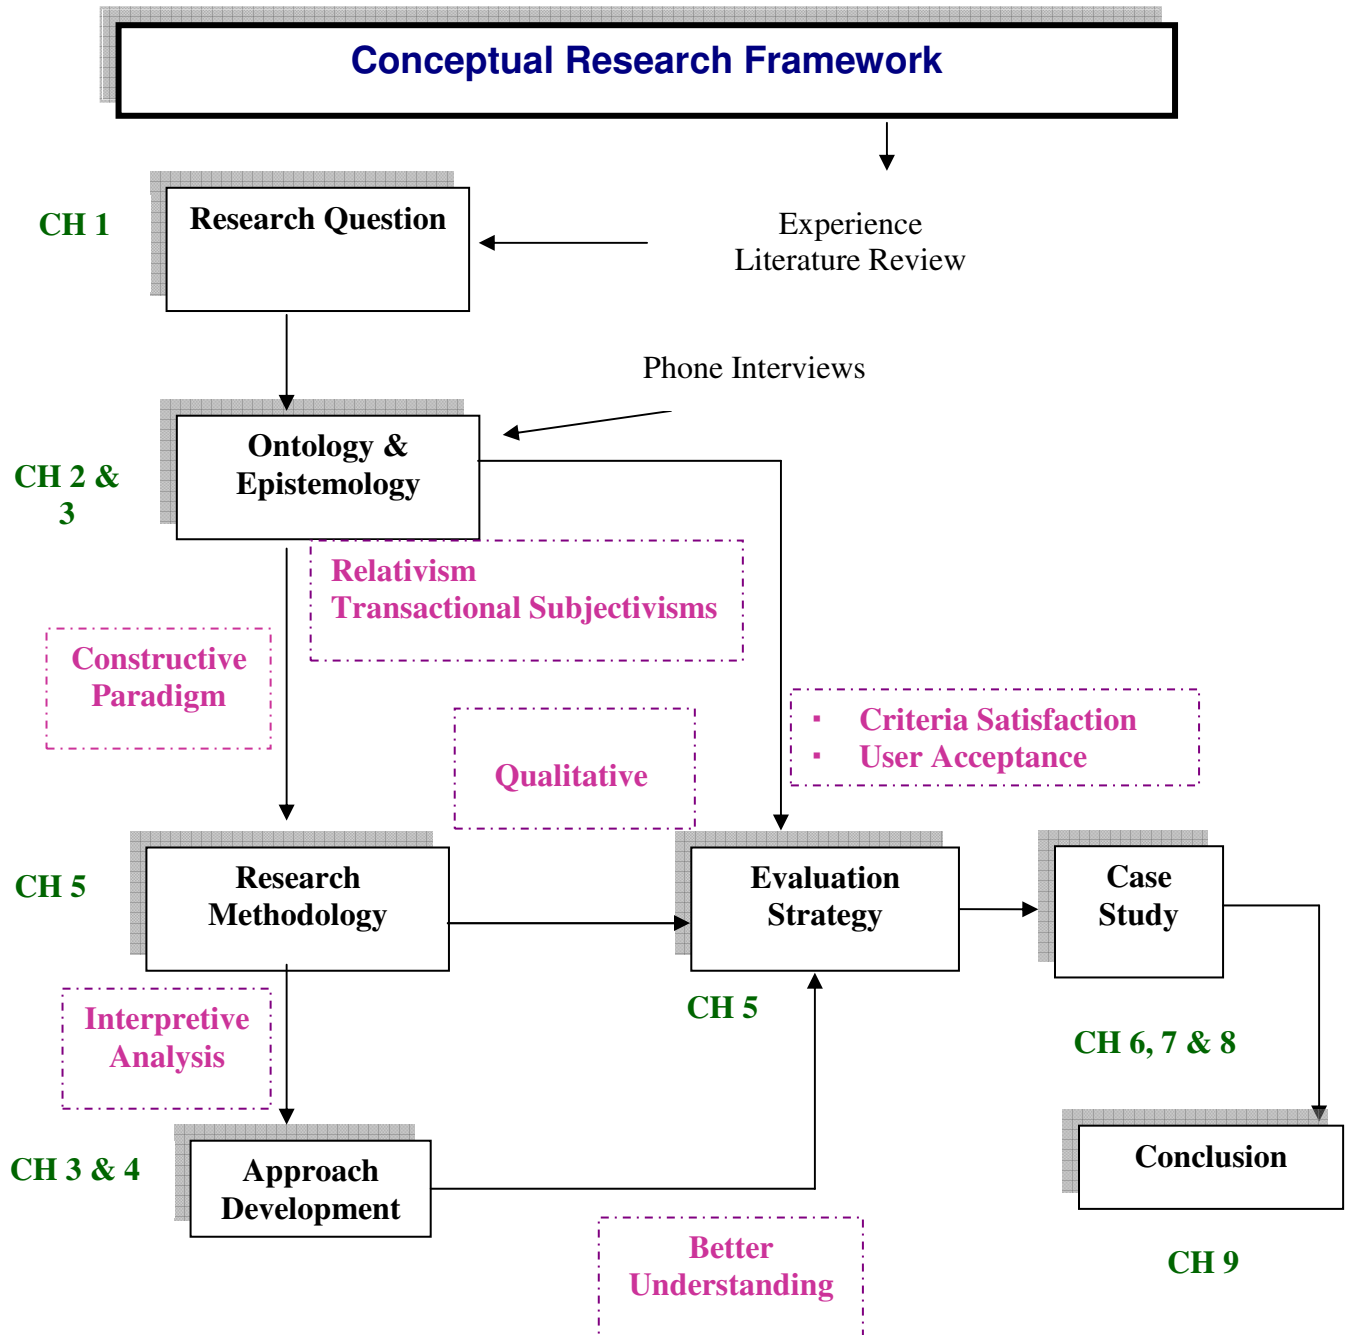 Conceptual Research Framework
CH 1
Research Question
Experience
Literature Review
Phone Interviews
CH 2 &
3
Ontology &
Epistemology
Relativism
Transactional Subjectivisms
Constructive
Paradigm
Qualitative
▪ Criteria Satisfaction
▪ User Acceptance
CH 5
Research
Methodology
Evaluation
Strategy
CH 5
Case
Study
CH 6, 7 & 8
Interpretive
Analysis
CH 3 & 4
Approach
Development
Better
Understanding
Conclusion
CH 9